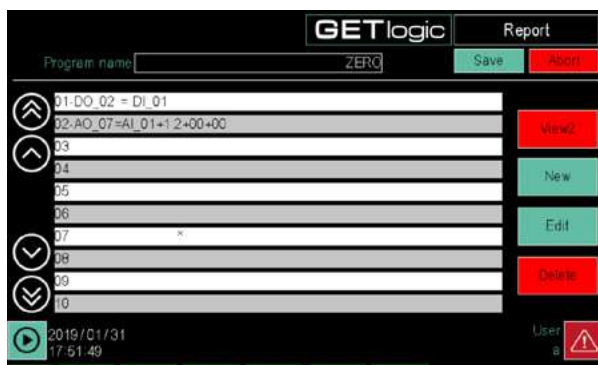 GETlogic Report
Program name ZERO Save Abort
01-DO_02 = DI_01
02-AO_07=AI_01+1.2+00+00
View2
03
04
New
05
06
Edit
07 ×
08
09
Delete
10
2019/01/31
17:51:49
User
a